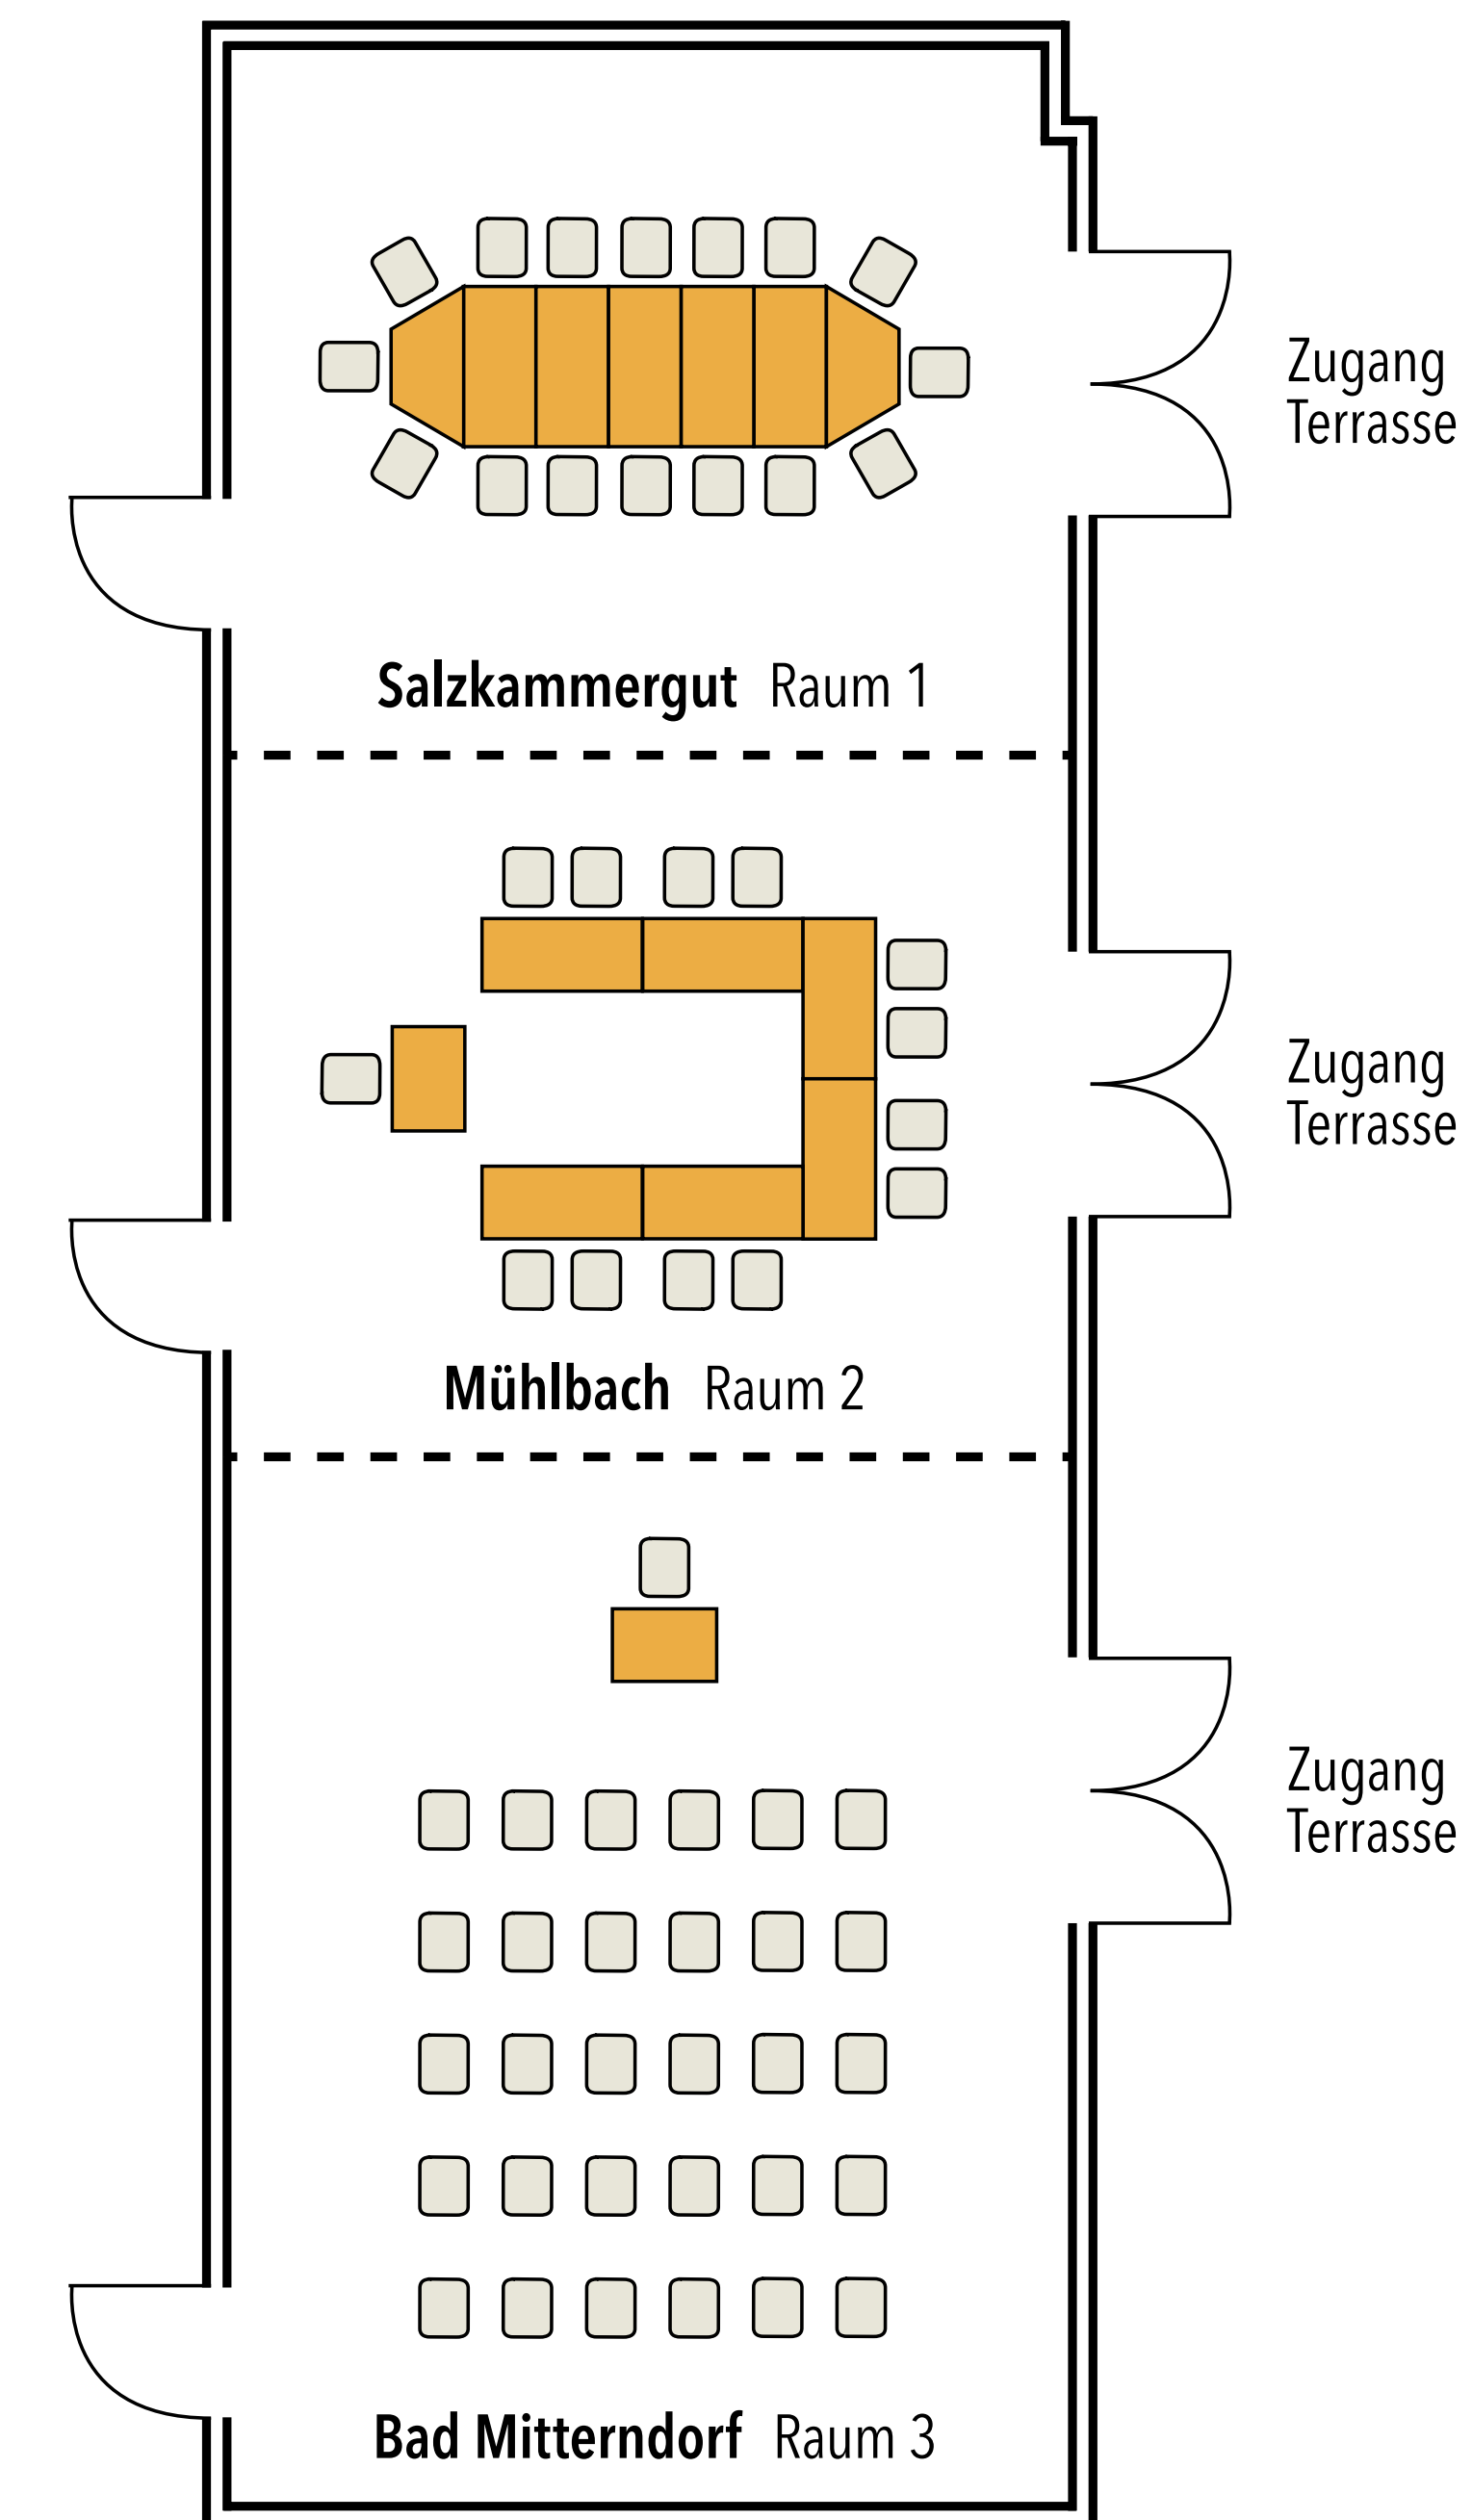 Zugang
Terrasse
Salzkammergut Raum 1
Zugang
Terrasse
Mühlbach Raum 2
Zugang
Terrasse
Bad Mitterndorf Raum 3